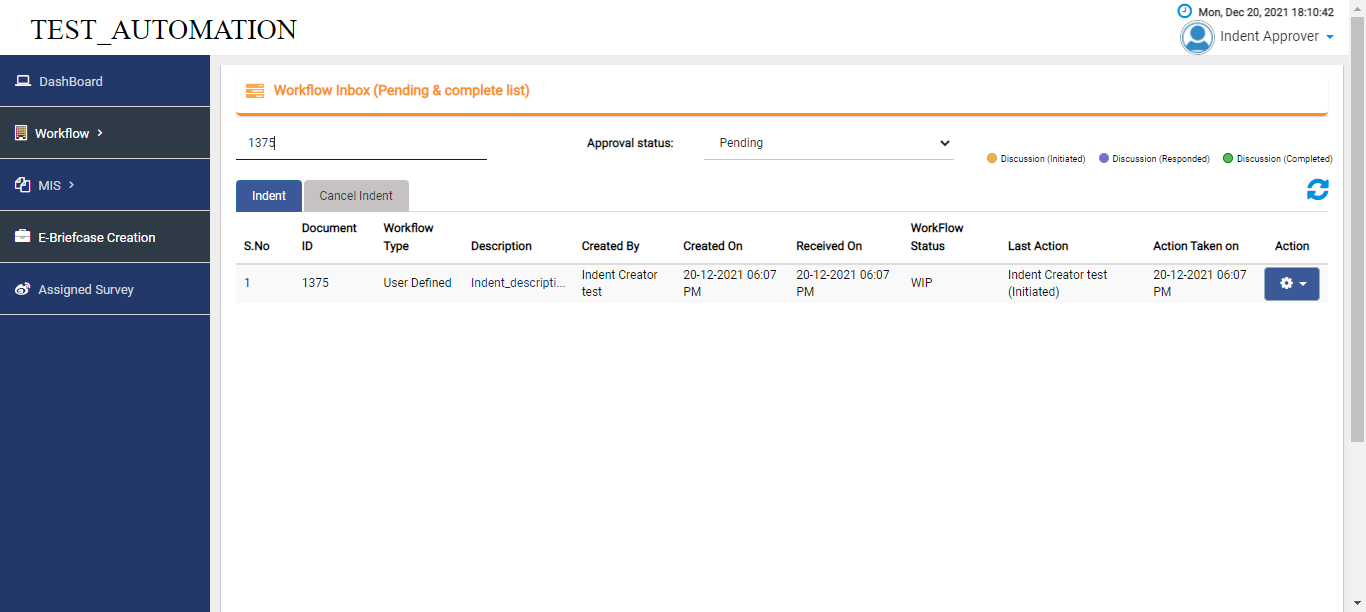 TEST_AUTOMATION
Mon, Dec 20, 2021 18:10:42
Indent Approver
DashBoard
Workflow
MIS
E-Briefcase Creation
Assigned Survey
Workflow Inbox (Pending & complete list)
1375
Approval status:
Pending
Discussion (Initiated)
Discussion (Responded)
Discussion (Completed)
Indent
Cancel Indent
S.No
Document
ID
Workflow
Type
Description
Created By
Created On
Received On
WorkFlow
Status
Last Action
Action Taken on
Action
1
1375
User Defined
Indent_descripti...
Indent Creator
test
20-12-2021 06:07
PM
20-12-2021 06:07
PM
WIP
Indent Creator test
(Initiated)
20-12-2021 06:07
PM